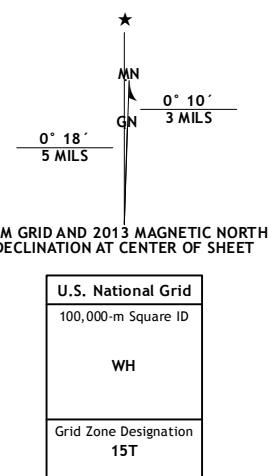 ★
MN
0° 10´
3 MILS
GN
0° 18´
5 MILS
M GRID AND 2013 MAGNETIC NORTH
DECLINATION AT CENTER OF SHEET
U.S. National Grid
100,000-m Square ID
WH
Grid Zone Designation
15T